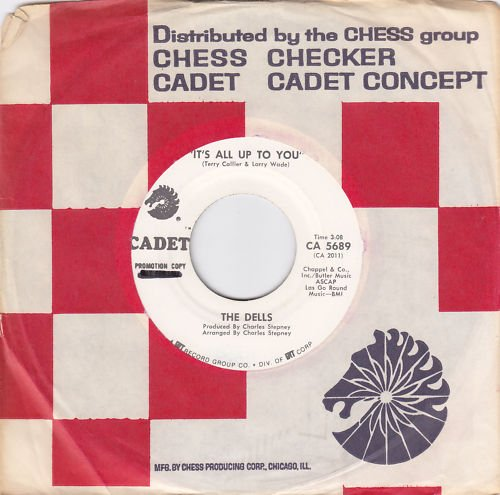 Distributed by the CHESS group
CHESS CHECKER
CADET CADET CONCEPT
"IT'S ALL UP TO YOU"
(Terry Collier & Larry Wade)
®
TM
CADET
PROMOTION COPY
Time 3:08
CA 5689
(CA 2011)
Chappel & Co.,
Inc./Butler Music
ASCAP
Las Go Round
Music—BMI
THE DELLS
Produced By Charles Stepney
Arranged By Charles Stepney
GRT RECORD GROUP CO. • DIV. OF GRT CORP
MFG. BY CHESS PRODUCING CORP., CHICAGO, ILL.